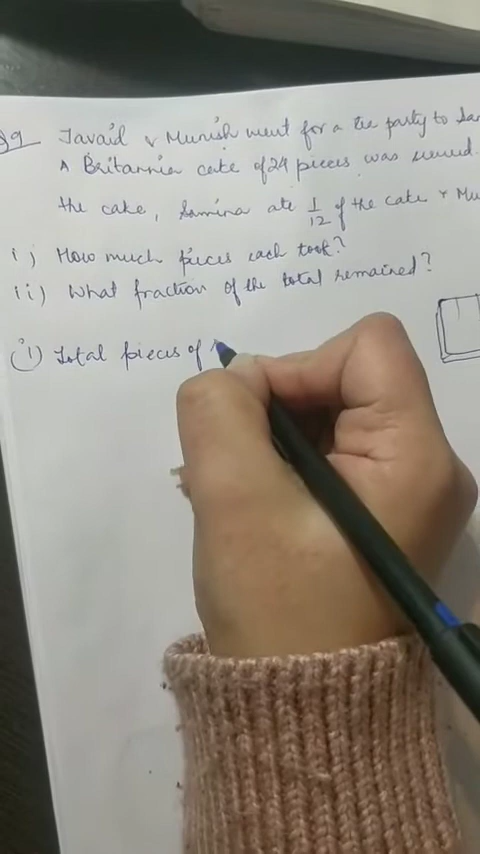 Q9 Javaid & Munish went for a tea party to
A Britannia cake of 24 pieces was served.
the cake, Samina ate 1/12 of the cake &
i) How much pieces each took?
ii) What fraction of the total remained?
(i) Total pieces of